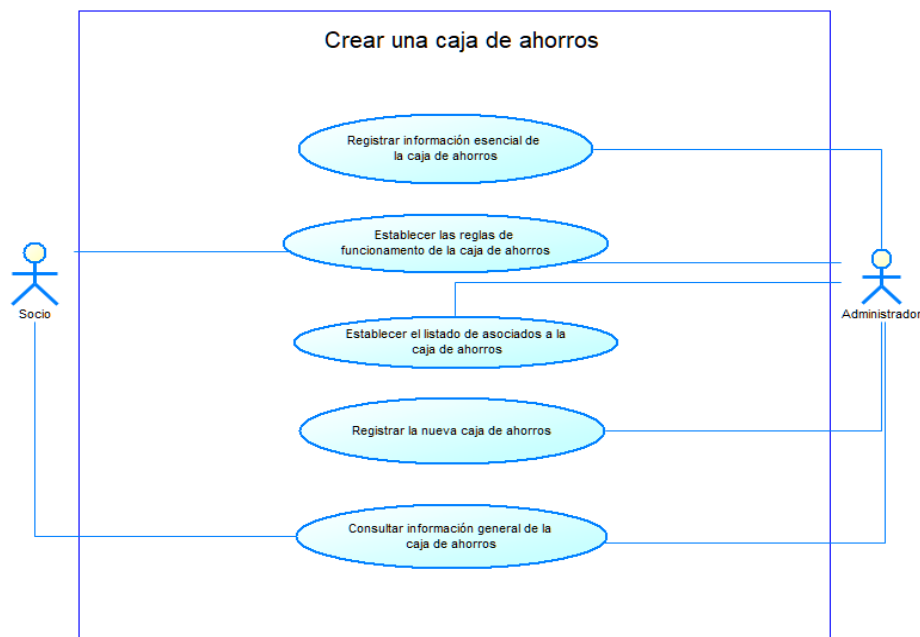 Crear una caja de ahorros
Registrar información esencial de
la caja de ahorros
Establecer las reglas de
funcionamento de la caja de ahorros
Socio
Administrador
Establecer el listado de asociados a la
caja de ahorros
Registrar la nueva caja de ahorros
Consultar información general de la
caja de ahorros